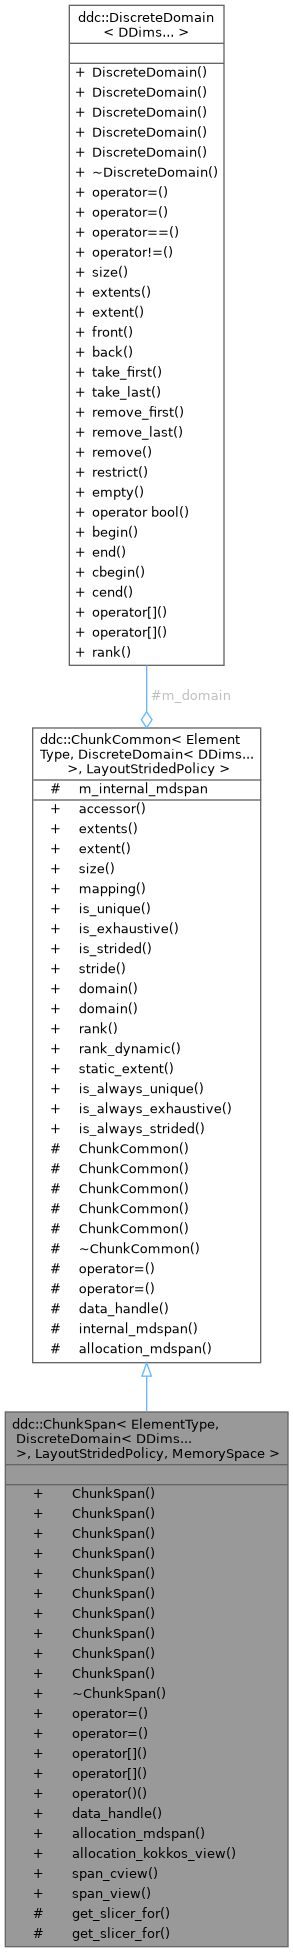 ddc::DiscreteDomain
< DDims... >
+ DiscreteDomain()
+ DiscreteDomain()
+ DiscreteDomain()
+ DiscreteDomain()
+ DiscreteDomain()
+ ~DiscreteDomain()
+ operator=()
+ operator=()
+ operator==()
+ operator!=()
+ size()
+ extents()
+ extent()
+ front()
+ back()
+ take_first()
+ take_last()
+ remove_first()
+ remove_last()
+ remove()
+ restrict()
+ empty()
+ operator bool()
+ begin()
+ end()
+ cbegin()
+ cend()
+ operator[]()
+ operator[]()
+ rank()
#m_domain
ddc::ChunkCommon< Element
Type, DiscreteDomain< DDims...
>, LayoutStridedPolicy >
# m_internal_mdspan
+ accessor()
+ extents()
+ extent()
+ size()
+ mapping()
+ is_unique()
+ is_exhaustive()
+ is_strided()
+ stride()
+ domain()
+ domain()
+ rank()
+ rank_dynamic()
+ static_extent()
+ is_always_unique()
+ is_always_exhaustive()
+ is_always_strided()
# ChunkCommon()
# ChunkCommon()
# ChunkCommon()
# ChunkCommon()
# ChunkCommon()
# ~ChunkCommon()
# operator=()
# operator=()
# data_handle()
# internal_mdspan()
# allocation_mdspan()
ddc::ChunkSpan< ElementType,
DiscreteDomain< DDims...
>, LayoutStridedPolicy, MemorySpace >
+ ChunkSpan()
+ ChunkSpan()
+ ChunkSpan()
+ ChunkSpan()
+ ChunkSpan()
+ ChunkSpan()
+ ChunkSpan()
+ ChunkSpan()
+ ChunkSpan()
+ ChunkSpan()
+ ~ChunkSpan()
+ operator=()
+ operator=()
+ operator[]()
+ operator[]()
+ operator()()
+ data_handle()
+ allocation_mdspan()
+ allocation_kokkos_view()
+ span_cview()
+ span_view()
# get_slicer_for()
# get_slicer_for()